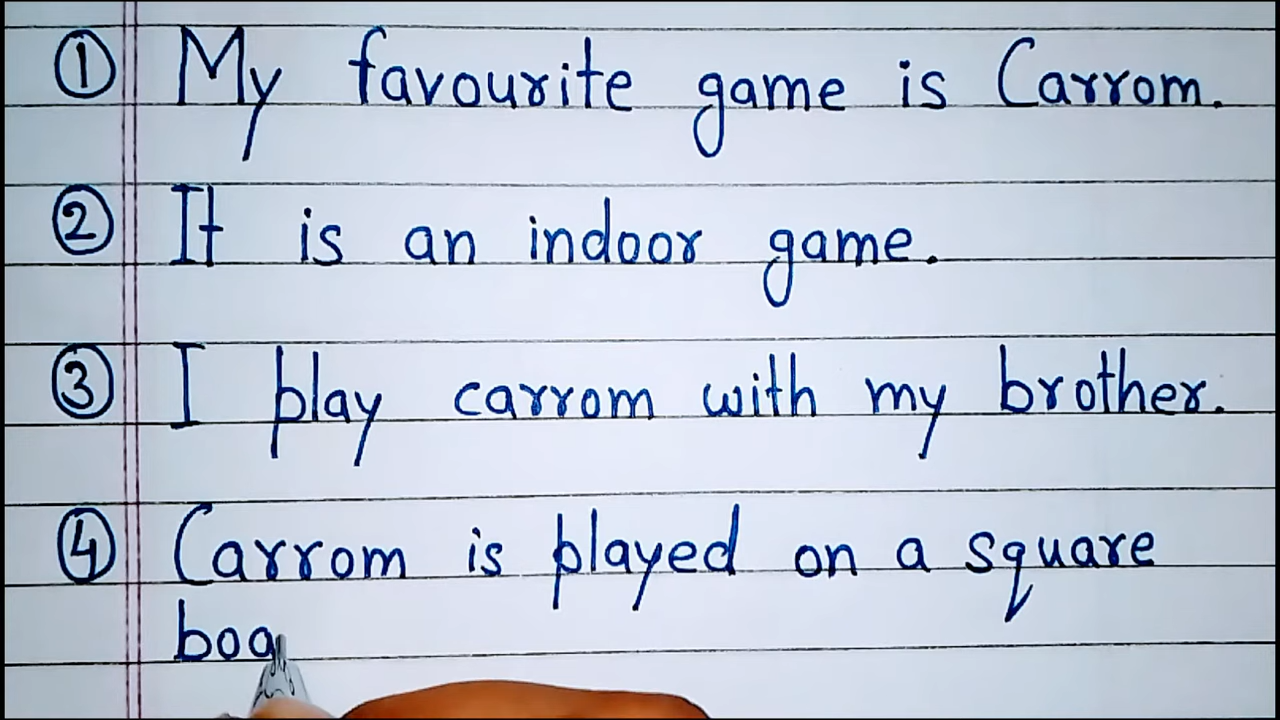 ① My favourite game is Carrom.
② It is an indoor game.
③ I play carrom with my brother.
④ Carrom is played on a square
boa